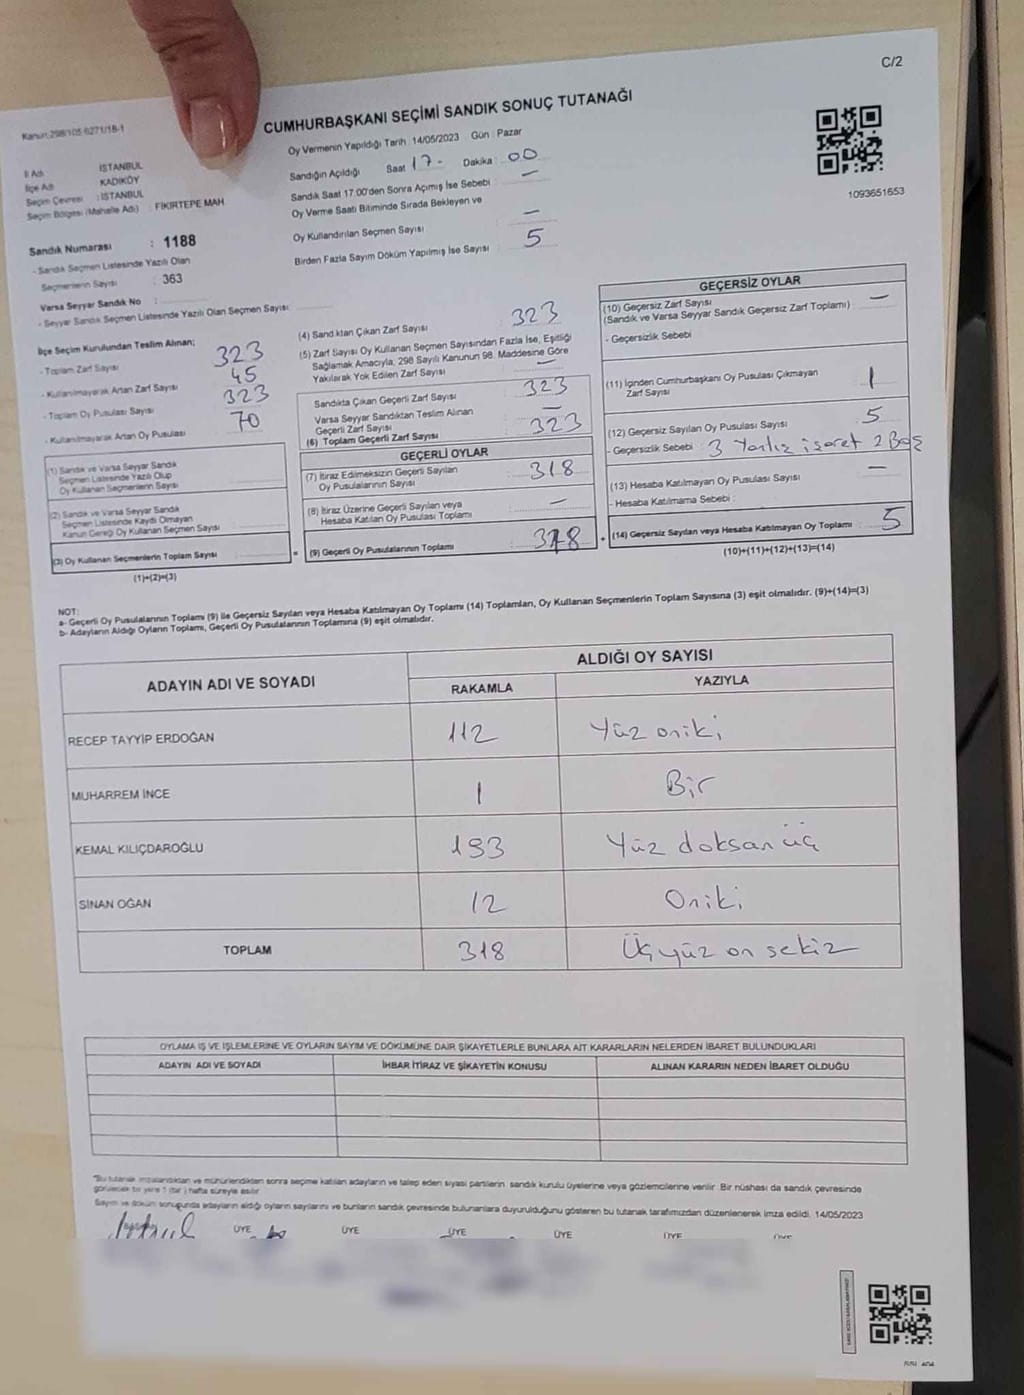 C/2
Kanun:298/105-6271/18-1
CUMHURBAŞKANI SEÇİMİ SANDIK SONUÇ TUTANAĞI
Oy Vermenin Yapıldığı Tarih : 14/05/2023 Gün : Pazar
İl Adı : İSTANBUL
İlçe Adı : KADIKÖY
Seçim Çevresi : İSTANBUL
Seçim Bölgesi (Mahalle Adı) : FİKİRTEPE MAH
Sandık Numarası : 1188
- Sandık Seçmen Listesinde Yazılı Olan
Seçmenlerin Sayısı : 363
Varsa Seyyar Sandık No :
- Seyyar Sandık Seçmen Listesinde Yazılı Olan Seçmen Sayısı :
Sandığın Açıldığı Saat 17- Dakika : 00
Sandık Saat 17.00'den Sonra Açımış İse Sebebi : —
Oy Verme Saati Bitiminde Sırada Bekleyen ve
Oy Kullandırılan Seçmen Sayısı —
Birden Fazla Sayım Döküm Yapılmış İse Sayısı 5
1093651653
İlçe Seçim Kurulundan Teslim Alınan;
- Toplam Zarf Sayısı 323
- Kullanılmayarak Artan Zarf Sayısı 45
- Toplam Oy Pusulası Sayısı 323
- Kullanılmayarak Artan Oy Pusulası 70
(1) Sandık ve Varsa Seyyar Sandık
Seçmen Listesinde Yazılı Olup
Oy Kullanan Seçmenlerin Sayısı
(2) Sandık ve Varsa Seyyar Sandık
Seçmen Listesinde Kaydı Olmayan
Kanun Gereği Oy Kullanan Seçmen Sayısı
(3) Oy Kullanan Seçmenlerin Toplam Sayısı =
(1)+(2)=(3)
(4) Sandıktan Çıkan Zarf Sayısı : 323
(5) Zarf Sayısı Oy Kullanan Seçmen Sayısından Fazla İse, Eşitliği
Sağlamak Amacıyla, 298 Sayılı Kanunun 98. Maddesine Göre
Yakılarak Yok Edilen Zarf Sayısı —
Sandıkta Çıkan Geçerli Zarf Sayısı : 323
Varsa Seyyar Sandıktan Teslim Alınan
Geçerli Zarf Sayısı —
(6) Toplam Geçerli Zarf Sayısı 323
GEÇERLİ OYLAR
(7) İtiraz Edilmeksizin Geçerli Sayılan
Oy Pusulalarının Sayısı : 318
(8) İtiraz Üzerine Geçerli Sayılan veya
Hesaba Katılan Oy Pusulası Toplamı —
(9) Geçerli Oy Pusulalarının Toplamı : 318 +
GEÇERSİZ OYLAR
(10) Geçersiz Zarf Sayısı
(Sandık ve Varsa Seyyar Sandık Geçersiz Zarf Toplamı) : —
- Geçersizlik Sebebi
(11) İçinden Cumhurbaşkanı Oy Pusulası Çıkmayan
Zarf Sayısı 1
(12) Geçersiz Sayılan Oy Pusulası Sayısı : 5
- Geçersizlik Sebebi : 3 Yanlış işaret 2 Boş
(13) Hesaba Katılmayan Oy Pusulası Sayısı : —
- Hesaba Katılmama Sebebi :
(14) Geçersiz Sayılan veya Hesaba Katılmayan Oy Toplamı : 5
(10)+(11)+(12)+(13)=(14)
NOT:
a- Geçerli Oy Pusulalarının Toplamı (9) ile Geçersiz Sayılan veya Hesaba Katılmayan Oy Toplamı (14) Toplamları, Oy Kullanan Seçmenlerin Toplam Sayısına (3) eşit olmalıdır. (9)+(14)=(3)
b- Adayların Aldığı Oyların Toplamı, Geçerli Oy Pusulalarının Toplamına (9) eşit olmalıdır.
ADAYIN ADI VE SOYADI
ALDIĞI OY SAYISI
RAKAMLA YAZIYLA
RECEP TAYYİP ERDOĞAN 112 Yüz oniki
MUHARREM İNCE 1 Bir
KEMAL KILIÇDAROĞLU 193 Yüz doksan üç
SİNAN OĞAN 12 Oniki
TOPLAM 318 Üçyüz on sekiz
OYLAMA İŞ VE İŞLEMLERİNE VE OYLARIN SAYIM VE DÖKÜMÜNE DAİR ŞİKAYETLERLE BUNLARA AİT KARARLARIN NELERDEN İBARET BULUNDUKLARI
ADAYIN ADI VE SOYADI İHBAR İTİRAZ VE ŞİKAYETİN KONUSU ALINAN KARARIN NEDEN İBARET OLDUĞU
"Bu tutanak imzalandıktan ve mühürlendikten sonra seçime katılan adayların ve talep eden siyasi partilerin sandık kurulu üyelerine veya gözlemcilerine verilir. Bir nüshası da sandık çevresinde
görülecek bir yere 1 (bir) hafta süreyle asılır
Sayım ve döküm sonucunda adayların aldığı oyların sayılarını ve bunların sandık çevresinde bulunanlara duyurulduğunu gösteren bu tutanak tarafımızdan düzenlenerek imza edildi. 14/05/2023
ÜYE ÜYE ÜYE ÜYE ÜYE ÜYE